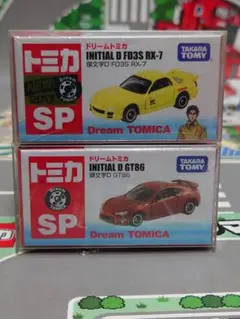 トミカ
ドリームトミカ
INITIAL D FD3S RX-7
頭文字D FD3S RX-7
TAKARA TOMY
SP
Dream TOMICA
トミカ
ドリームトミカ
INITIAL D GT86
頭文字D GT86
TAKARA TOMY
SP
Dream TOMICA